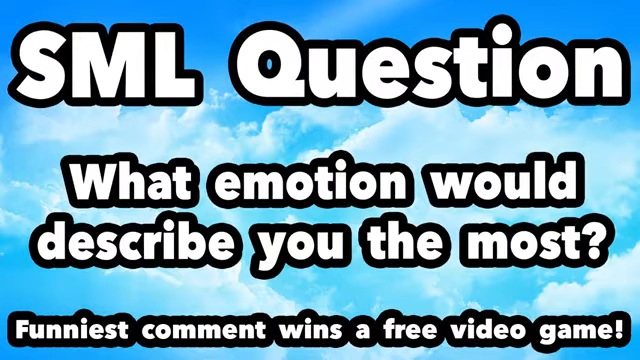 SML Question
What emotion would
describe you the most?
Funniest comment wins a free video game!